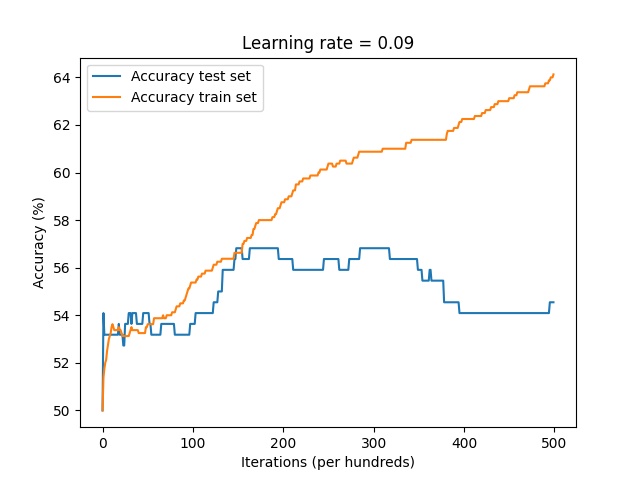 Learning rate = 0.09
Accuracy test set
Accuracy train set
Accuracy (%)
64
62
60
58
56
54
52
50
0 100 200 300 400 500
Iterations (per hundreds)